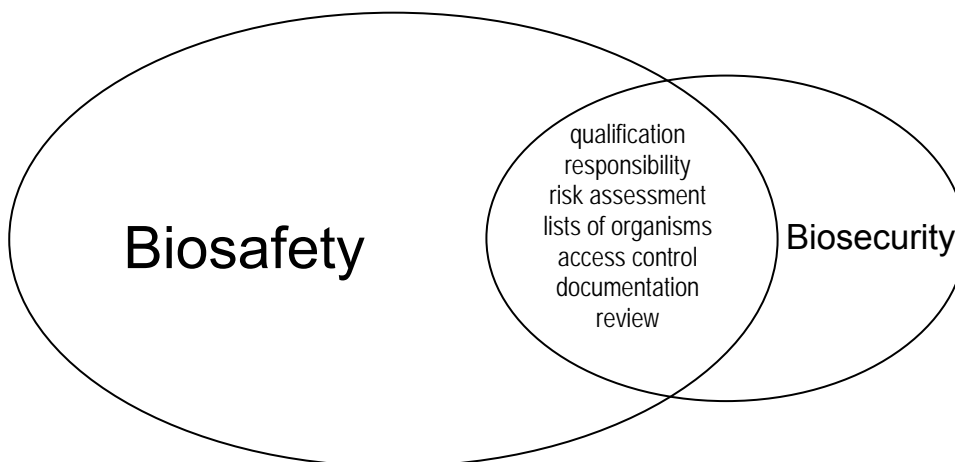 Biosafety
qualification
responsibility
risk assessment
lists of organisms
access control
documentation
review
Biosecurity